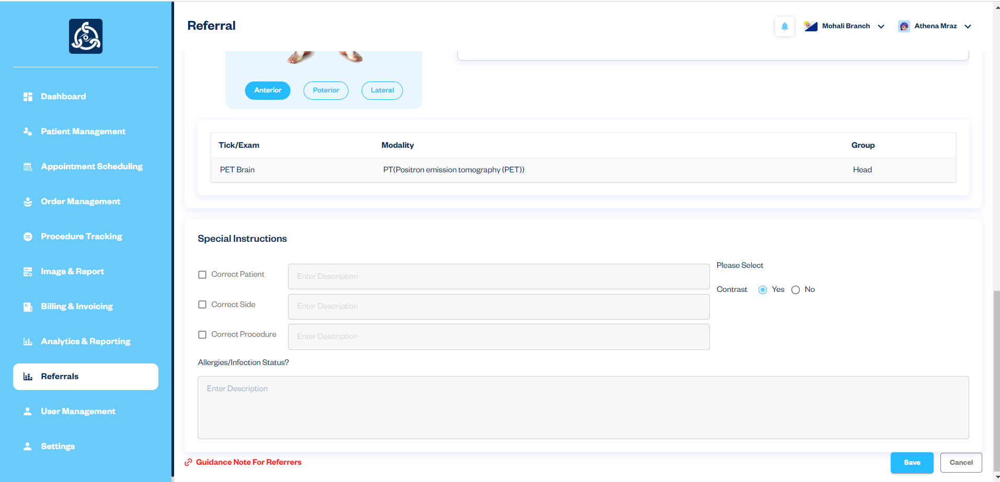 Referral
Mohali Branch
Athena Mraz
Dashboard
Patient Management
Appointment Scheduling
Order Management
Procedure Tracking
Image & Report
Billing & Invoicing
Analytics & Reporting
Referrals
User Management
Settings
Anterior Poterior Lateral
Tick/Exam Modality Group
PET Brain PT(Positron emission tomography (PET)) Head
Special Instructions
Correct Patient Enter Description
Correct Side Enter Description
Correct Procedure Enter Description
Please Select
Contrast Yes No
Allergies/Infection Status?
Enter Description
Guidance Note For Referrers
Save Cancel